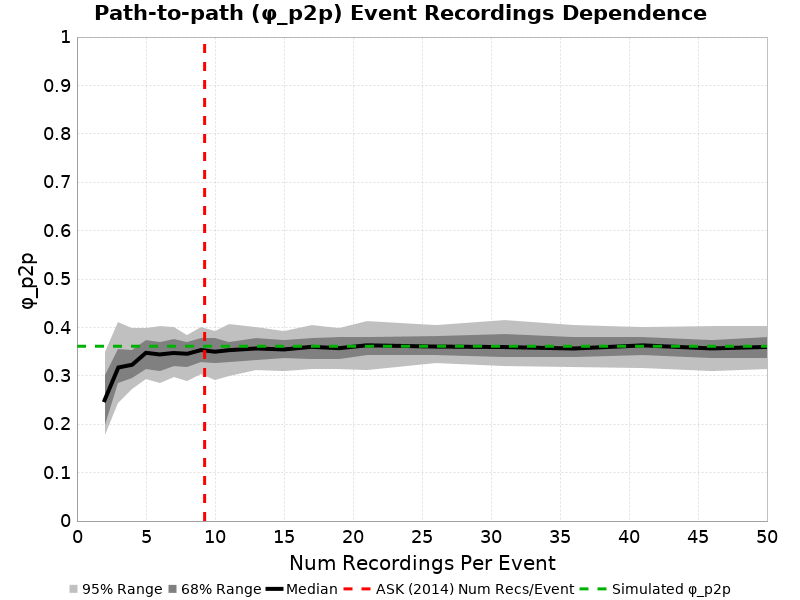 Path-to-path (φ_p2p) Event Recordings Dependence
1
0.9
0.8
0.7
0.6
0.5
0.4
0.3
0.2
0.1
0
φ_p2p
0 5 10 15 20 25 30 35 40 45 50
Num Recordings Per Event
95% Range 68% Range Median ASK (2014) Num Recs/Event Simulated φ_p2p